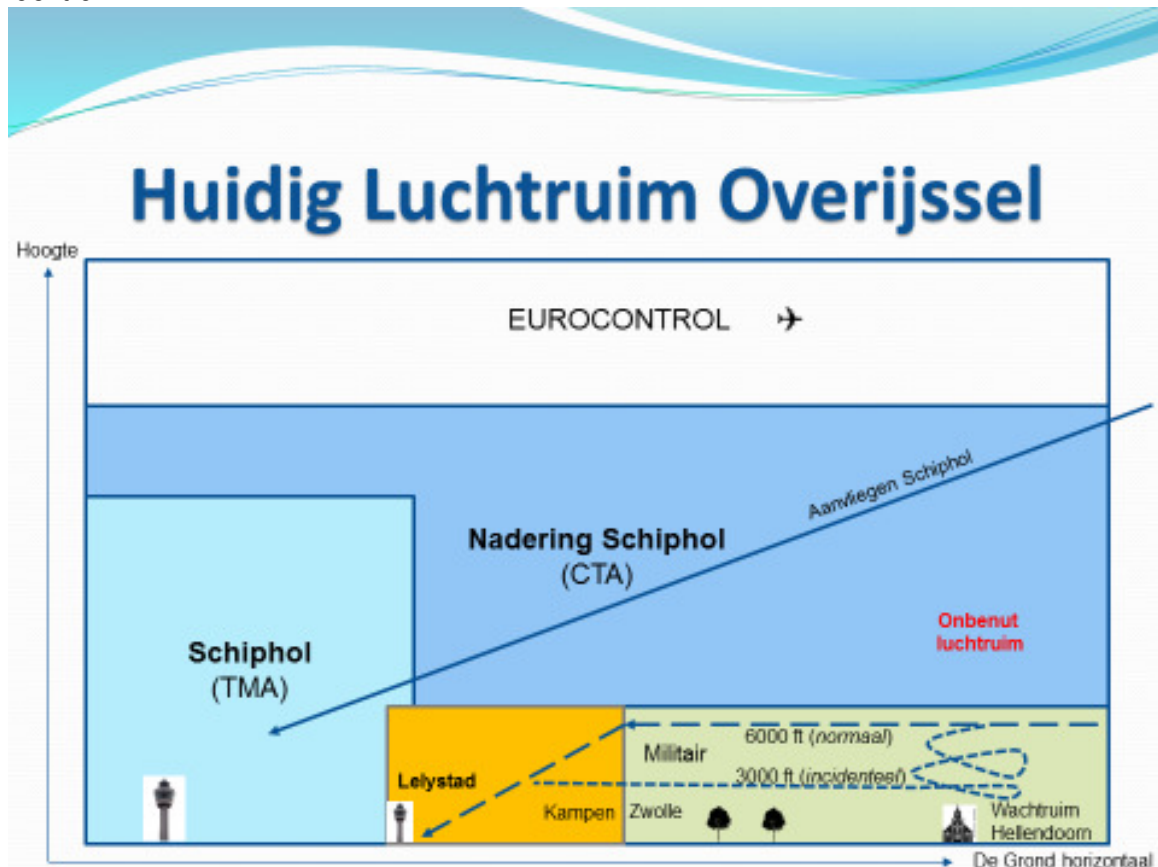 Huidig Luchtruim Overijssel
Hoogte
EUROCONTROL
Aanvliegen Schiphol
Nadering Schiphol
(CTA)
Onbenut
luchtruim
Schiphol
(TMA)
6000 ft (normaal)
Militair
3000 ft (incidenteel)
Lelystad
Kampen
Zwolle
Wachtruim
Hellendoorn
De Grond horizontaal